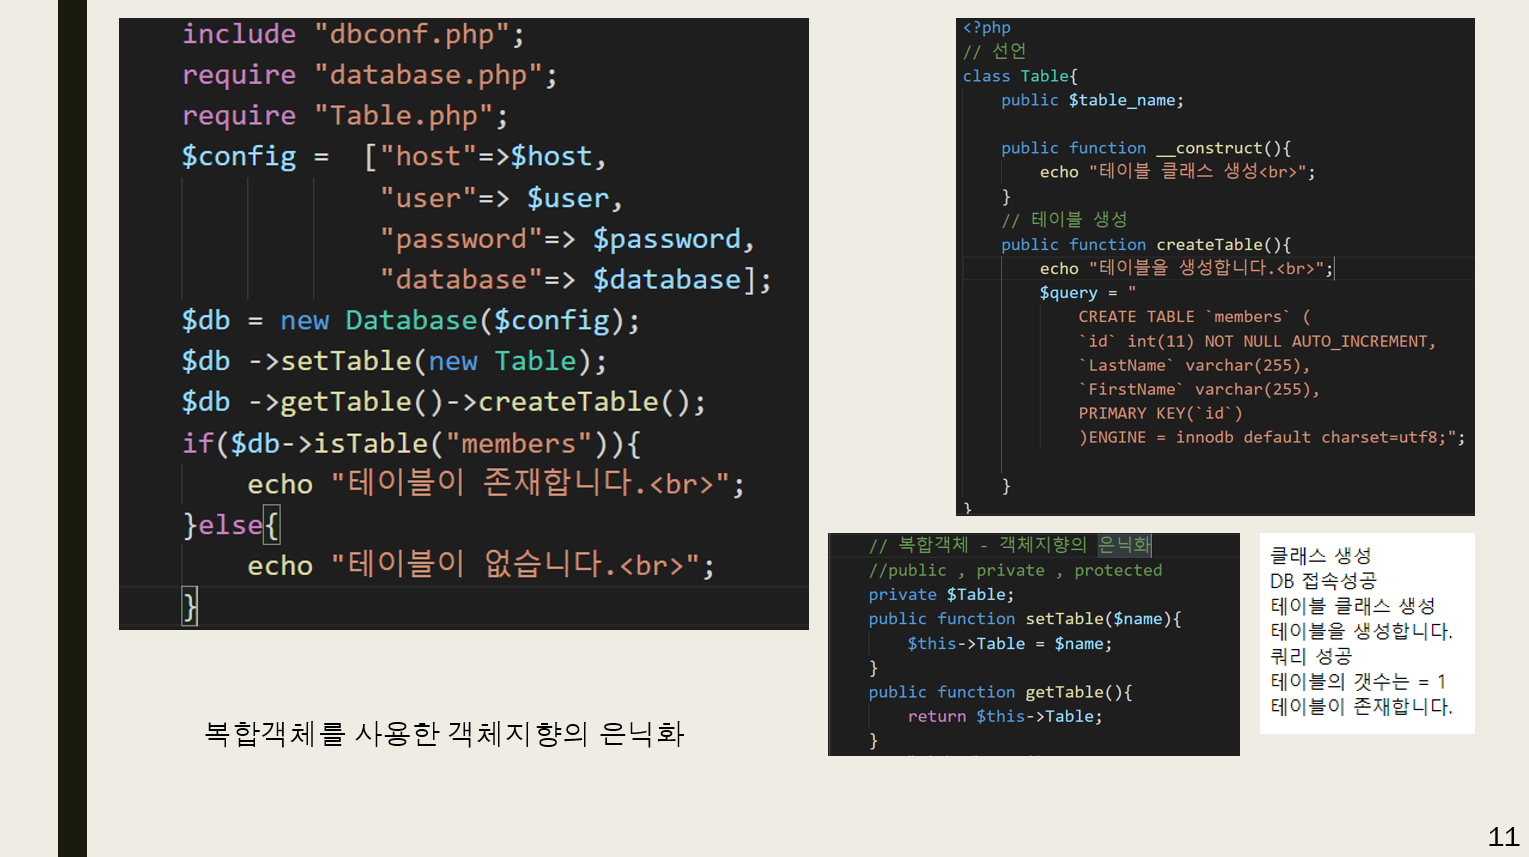 include "dbconf.php";
require "database.php";
require "Table.php";
$config =  ["host"=>$host,
"user"=> $user,
"password"=> $password,
"database"=> $database];
$db = new Database($config);
$db ->setTable(new Table);
$db ->getTable()->createTable();
if($db->isTable("members")){
echo "테이블이 존재합니다.<br>";
}else{
echo "테이블이 없습니다.<br>";
}
<?php
// 선언
class Table{
public $table_name;
public function __construct(){
echo "테이블 클래스 생성<br>";
}
// 테이블 생성
public function createTable(){
echo "테이블을 생성합니다.<br>";
$query = "
CREATE TABLE `members` (
`id` int(11) NOT NULL AUTO_INCREMENT,
`LastName` varchar(255),
`FirstName` varchar(255),
PRIMARY KEY(`id`)
)ENGINE = innodb default charset=utf8;";
}
}
// 복합객체 - 객체지향의 은닉화
//public , private , protected
private $Table;
public function setTable($name){
$this->Table = $name;
}
public function getTable(){
return $this->Table;
}
클래스 생성
DB 접속성공
테이블 클래스 생성
테이블을 생성합니다.
쿼리 성공
테이블의 갯수는 = 1
테이블이 존재합니다.
복합객체를 사용한 객체지향의 은닉화
11